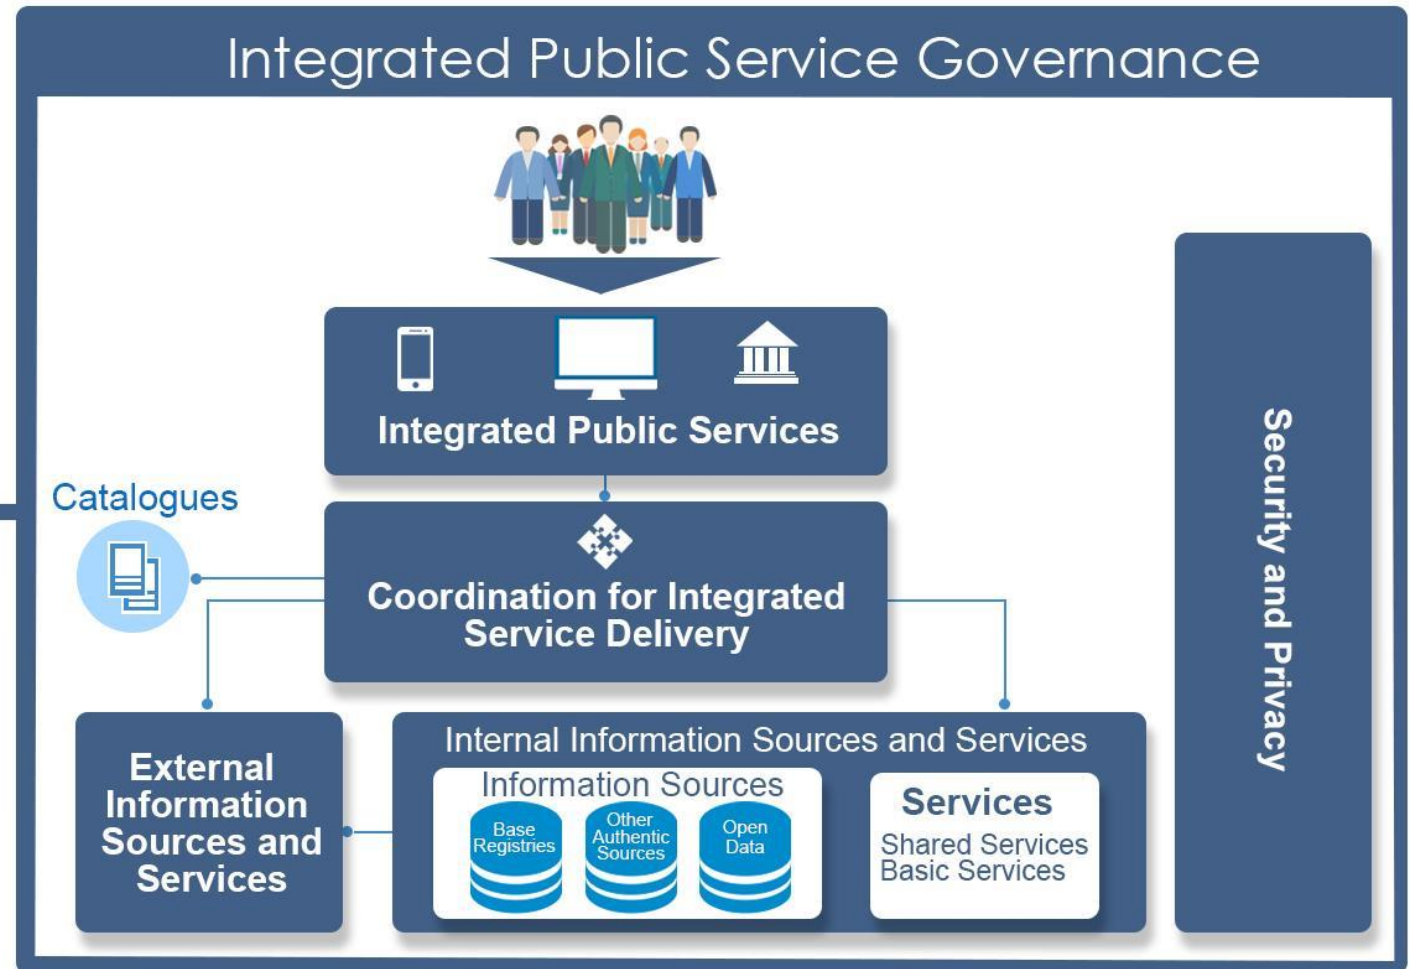 Integrated Public Service Governance
Integrated Public Services
Catalogues
Coordination for Integrated
Service Delivery
External
Information
Sources and
Services
Internal Information Sources and Services
Information Sources
Base
Registries
Other
Authentic
Sources
Open
Data
Services
Shared Services
Basic Services
Security and Privacy